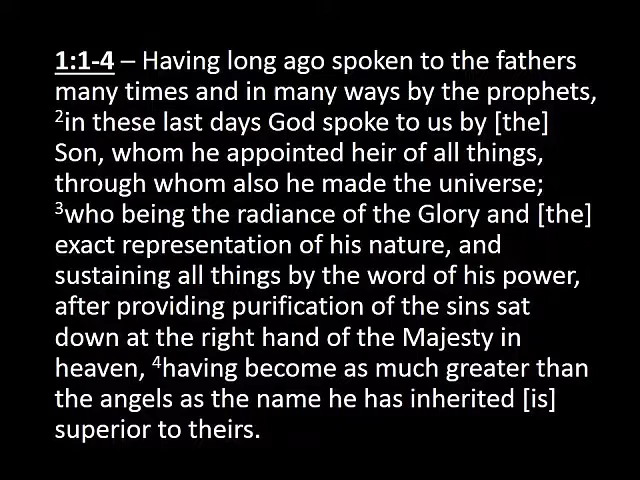 1:1-4 – Having long ago spoken to the fathers
many times and in many ways by the prophets,
²in these last days God spoke to us by [the]
Son, whom he appointed heir of all things,
through whom also he made the universe;
³who being the radiance of the Glory and [the]
exact representation of his nature, and
sustaining all things by the word of his power,
after providing purification of the sins sat
down at the right hand of the Majesty in
heaven, ⁴having become as much greater than
the angels as the name he has inherited [is]
superior to theirs.